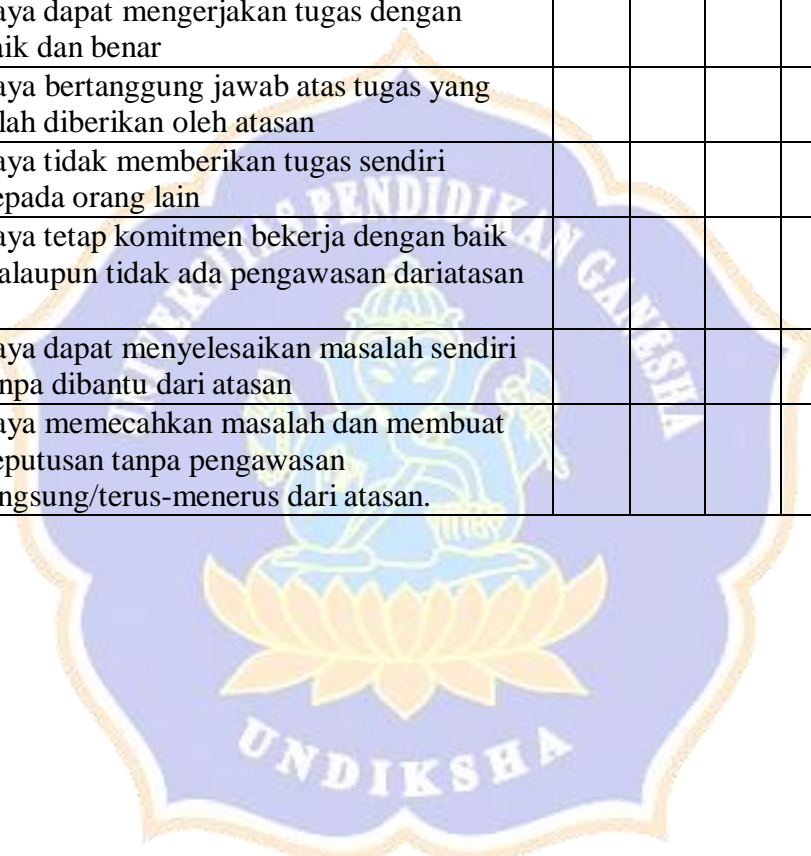 aya dapat mengerjakan tugas dengan
aik dan benar
aya bertanggung jawab atas tugas yang
lah diberikan oleh atasan
aya tidak memberikan tugas sendiri
epada orang lain
aya tetap komitmen bekerja dengan baik
alaupun tidak ada pengawasan dariatasan
aya dapat menyelesaikan masalah sendiri
npa dibantu dari atasan
aya memecahkan masalah dan membuat
eputusan tanpa pengawasan
ngsung/terus-menerus dari atasan.
UNIVERSITAS PENDIDIKAN GANESHA
UNDIKSHA